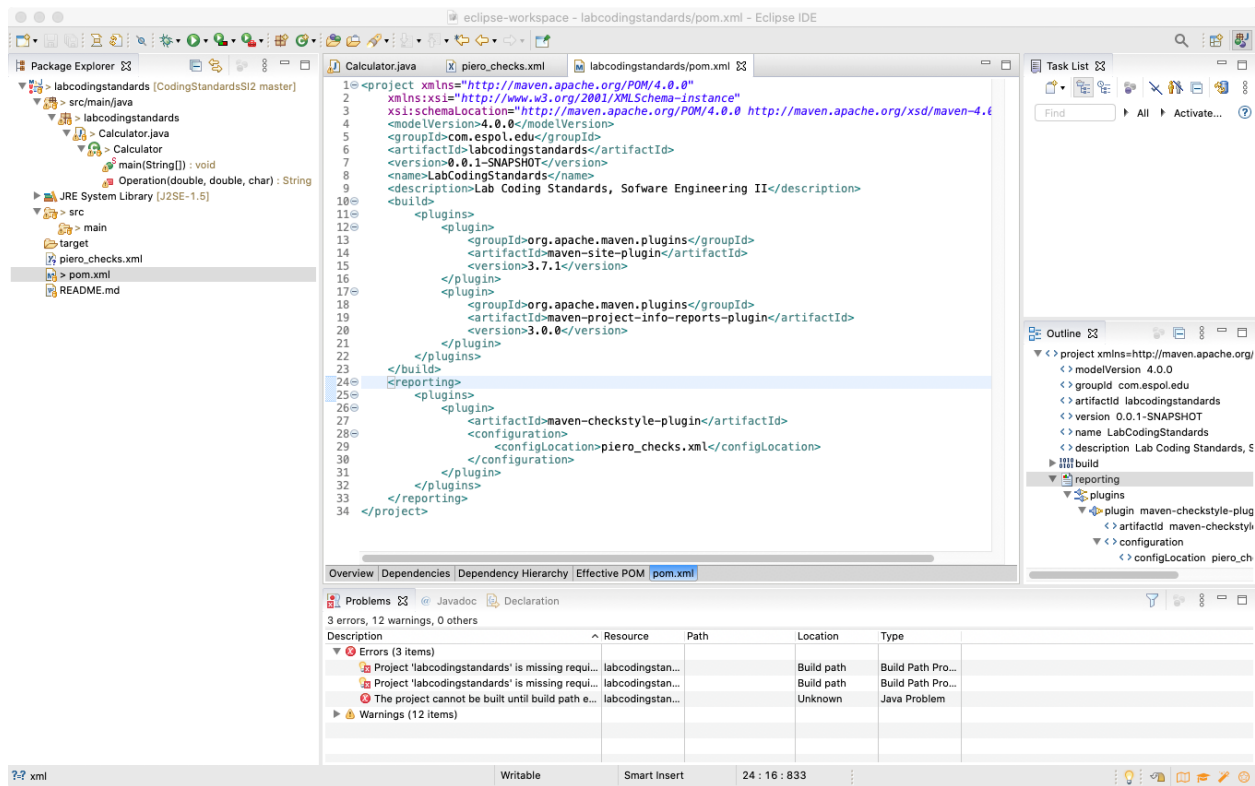 eclipse-workspace - labcodingstandards/pom.xml - Eclipse IDE
Package Explorer
> labcodingstandards [CodingStandardsSI2 master]
> src/main/java
> labcodingstandards
> Calculator.java
> Calculator
main(String[]) : void
Operation(double, double, char) : String
JRE System Library [J2SE-1.5]
> src
> main
target
piero_checks.xml
> pom.xml
README.md
Calculator.java piero_checks.xml labcodingstandards/pom.xml
1 <project xmlns="http://maven.apache.org/POM/4.0.0"
2 xmlns:xsi="http://www.w3.org/2001/XMLSchema-instance"
3 xsi:schemaLocation="http://maven.apache.org/POM/4.0.0 http://maven.apache.org/xsd/maven-4.0
4 <modelVersion>4.0.0</modelVersion>
5 <groupId>com.espol.edu</groupId>
6 <artifactId>labcodingstandards</artifactId>
7 <version>0.0.1-SNAPSHOT</version>
8 <name>LabCodingStandards</name>
9 <description>Lab Coding Standards, Sofware Engineering II</description>
10 <build>
11 <plugins>
12 <plugin>
13 <groupId>org.apache.maven.plugins</groupId>
14 <artifactId>maven-site-plugin</artifactId>
15 <version>3.7.1</version>
16 </plugin>
17 <plugin>
18 <groupId>org.apache.maven.plugins</groupId>
19 <artifactId>maven-project-info-reports-plugin</artifactId>
20 <version>3.0.0</version>
21 </plugin>
22 </plugins>
23 </build>
24 <reporting>
25 <plugins>
26 <plugin>
27 <artifactId>maven-checkstyle-plugin</artifactId>
28 <configuration>
29 <configLocation>piero_checks.xml</configLocation>
30 </configuration>
31 </plugin>
32 </plugins>
33 </reporting>
34 </project>
Overview Dependencies Dependency Hierarchy Effective POM pom.xml
Task List
Find All Activate...
Outline
project xmlns=http://maven.apache.org/
modelVersion 4.0.0
groupId com.espol.edu
artifactId labcodingstandards
version 0.0.1-SNAPSHOT
name LabCodingStandards
description Lab Coding Standards, S
build
reporting
plugins
plugin maven-checkstyle-plug
artifactId maven-checkstyl
configuration
configLocation piero_ch
Problems Javadoc Declaration
3 errors, 12 warnings, 0 others
Description Resource Path Location Type
Errors (3 items)
Project 'labcodingstandards' is missing requi... labcodingstan... Build path Build Path Pro...
Project 'labcodingstandards' is missing requi... labcodingstan... Build path Build Path Pro...
The project cannot be built until build path e... labcodingstan... Unknown Java Problem
Warnings (12 items)
xml Writable Smart Insert 24 : 16 : 833